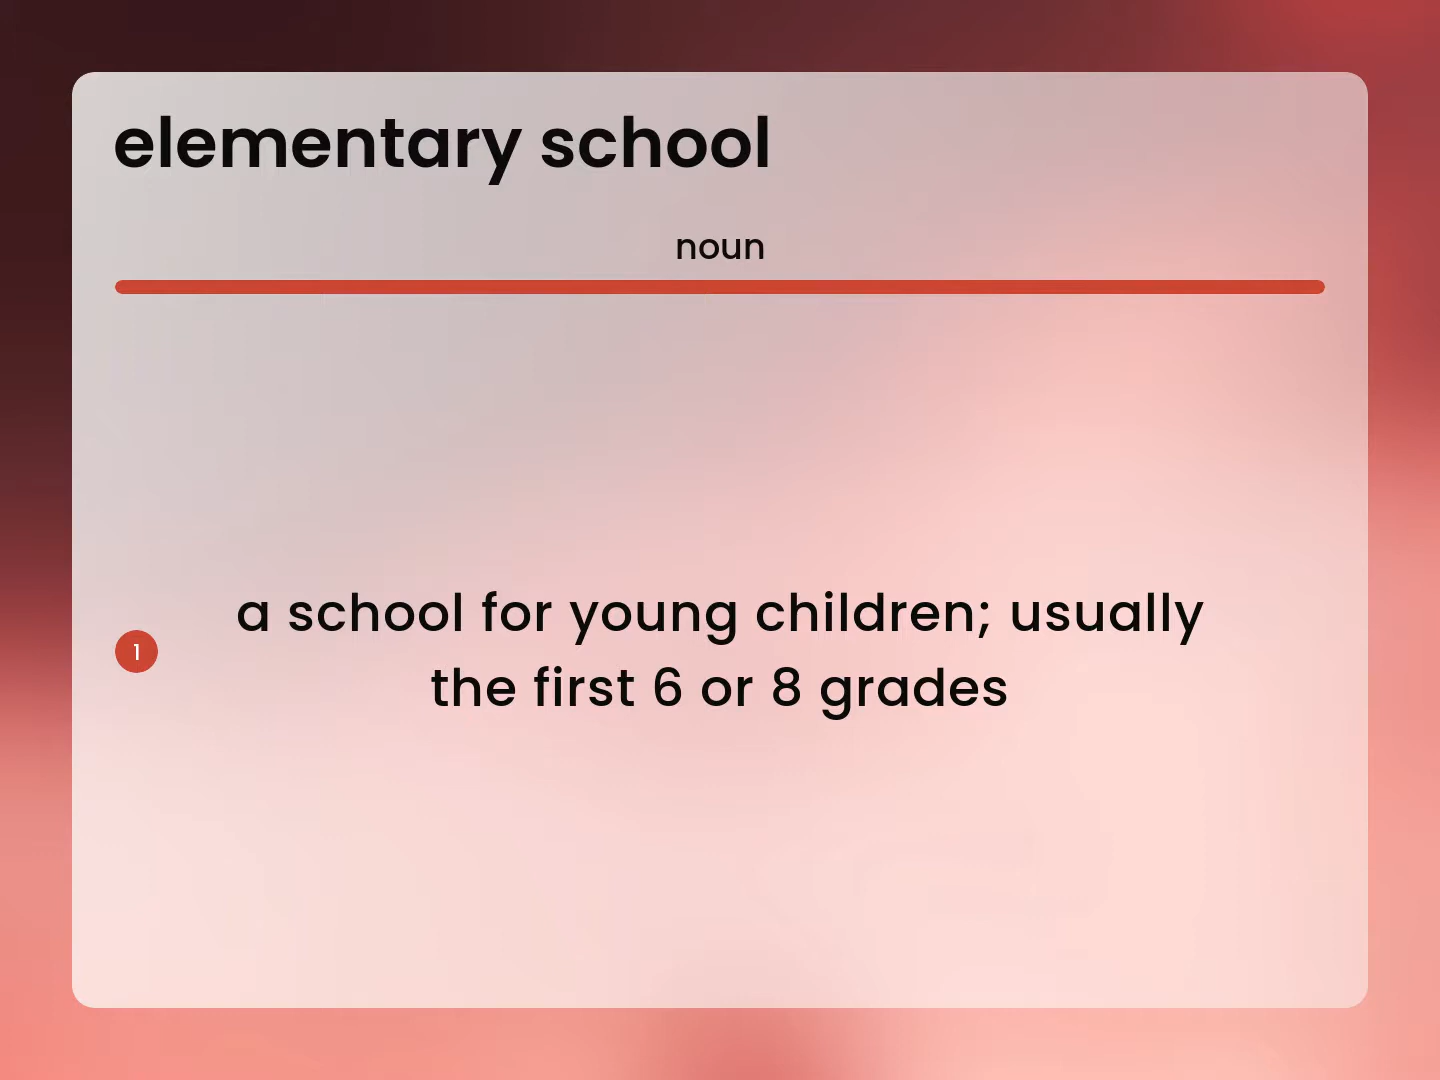 elementary school
noun
1
a school for young children; usually
the first 6 or 8 grades